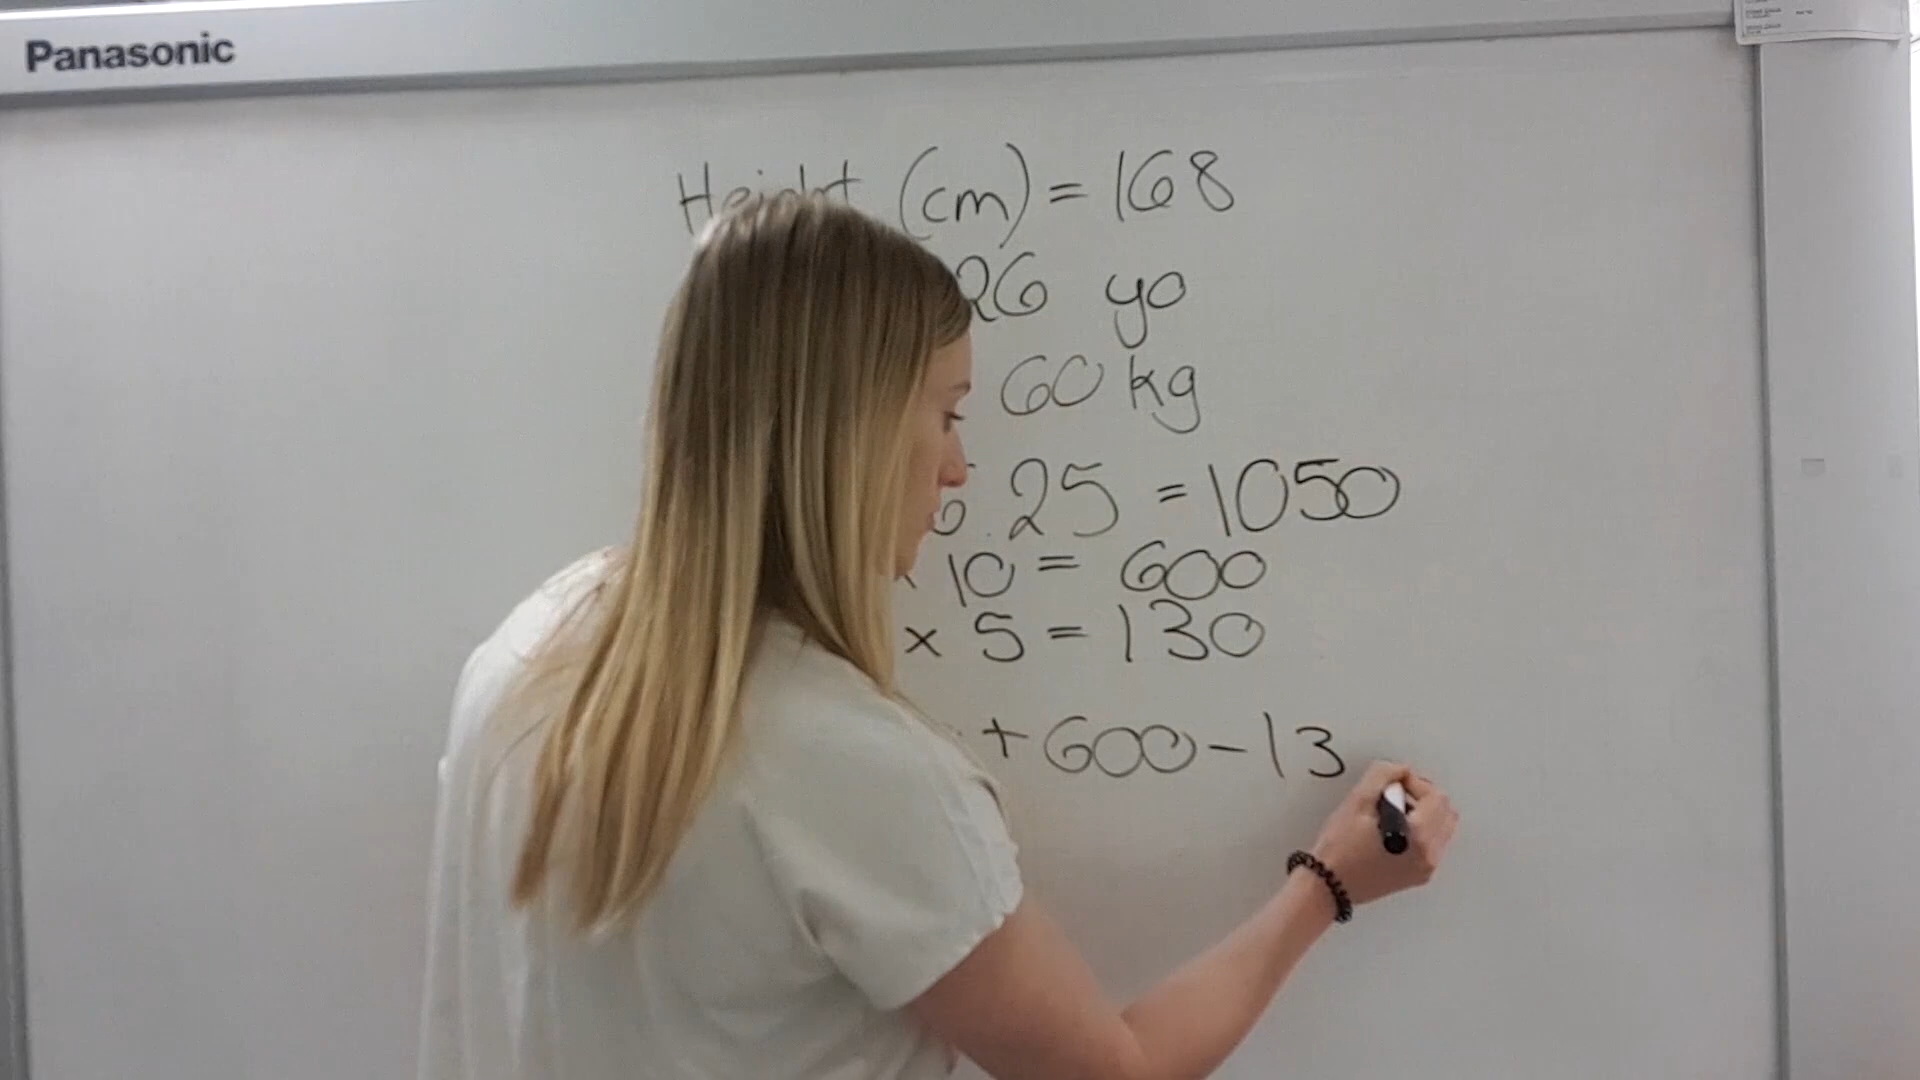 Panasonic
Height (cm) = 168
26 yo
60 kg
.25 = 1050
10 = 600
x 5 = 130
+ 600 - 13